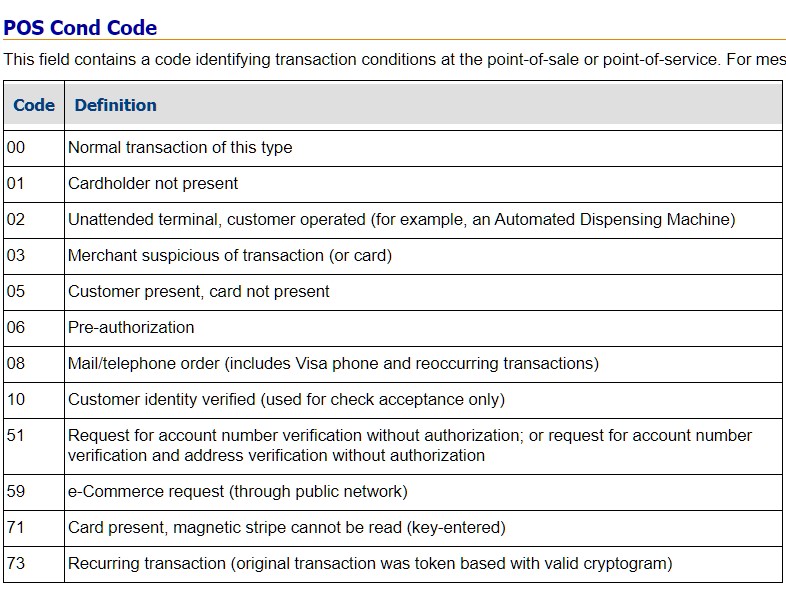 POS Cond Code
This field contains a code identifying transaction conditions at the point-of-sale or point-of-service. For mes
Code Definition
00 Normal transaction of this type
01 Cardholder not present
02 Unattended terminal, customer operated (for example, an Automated Dispensing Machine)
03 Merchant suspicious of transaction (or card)
05 Customer present, card not present
06 Pre-authorization
08 Mail/telephone order (includes Visa phone and reoccurring transactions)
10 Customer identity verified (used for check acceptance only)
51 Request for account number verification without authorization; or request for account number
verification and address verification without authorization
59 e-Commerce request (through public network)
71 Card present, magnetic stripe cannot be read (key-entered)
73 Recurring transaction (original transaction was token based with valid cryptogram)